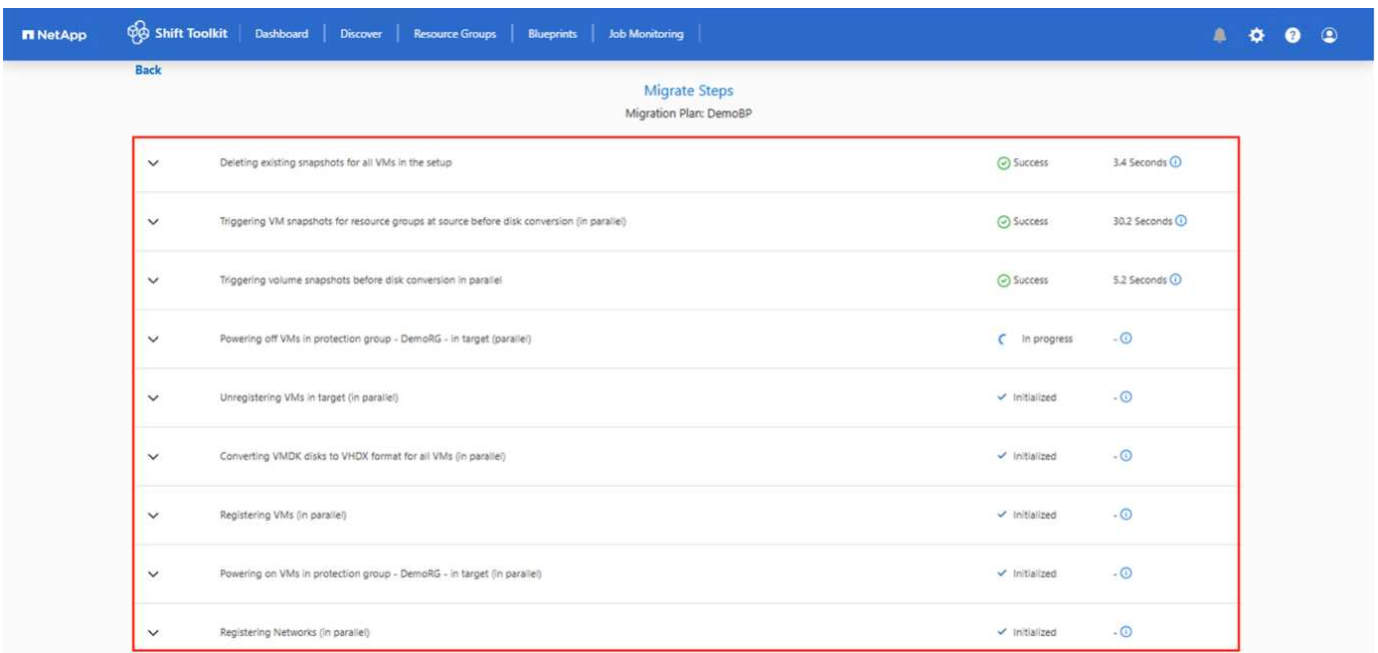 NetApp Shift Toolkit Dashboard Discover Resource Groups Blueprints Job Monitoring
Back
Migrate Steps
Migration Plan: DemoBP
Deleting existing snapshots for all VMs in the setup Success 3.4 Seconds
Triggering VM snapshots for resource groups at source before disk conversion (in parallel) Success 30.2 Seconds
Triggering volume snapshots before disk conversion in parallel Success 5.2 Seconds
Powering off VMs in protection group - DemoRG - in target (parallel) In progress -
Unregistering VMs in target (in parallel) Initialized -
Converting VMDK disks to VHDX format for all VMs (in parallel) Initialized -
Registering VMs (in parallel) Initialized -
Powering on VMs in protection group - DemoRG - in target (in parallel) Initialized -
Registering Networks (in parallel) Initialized -